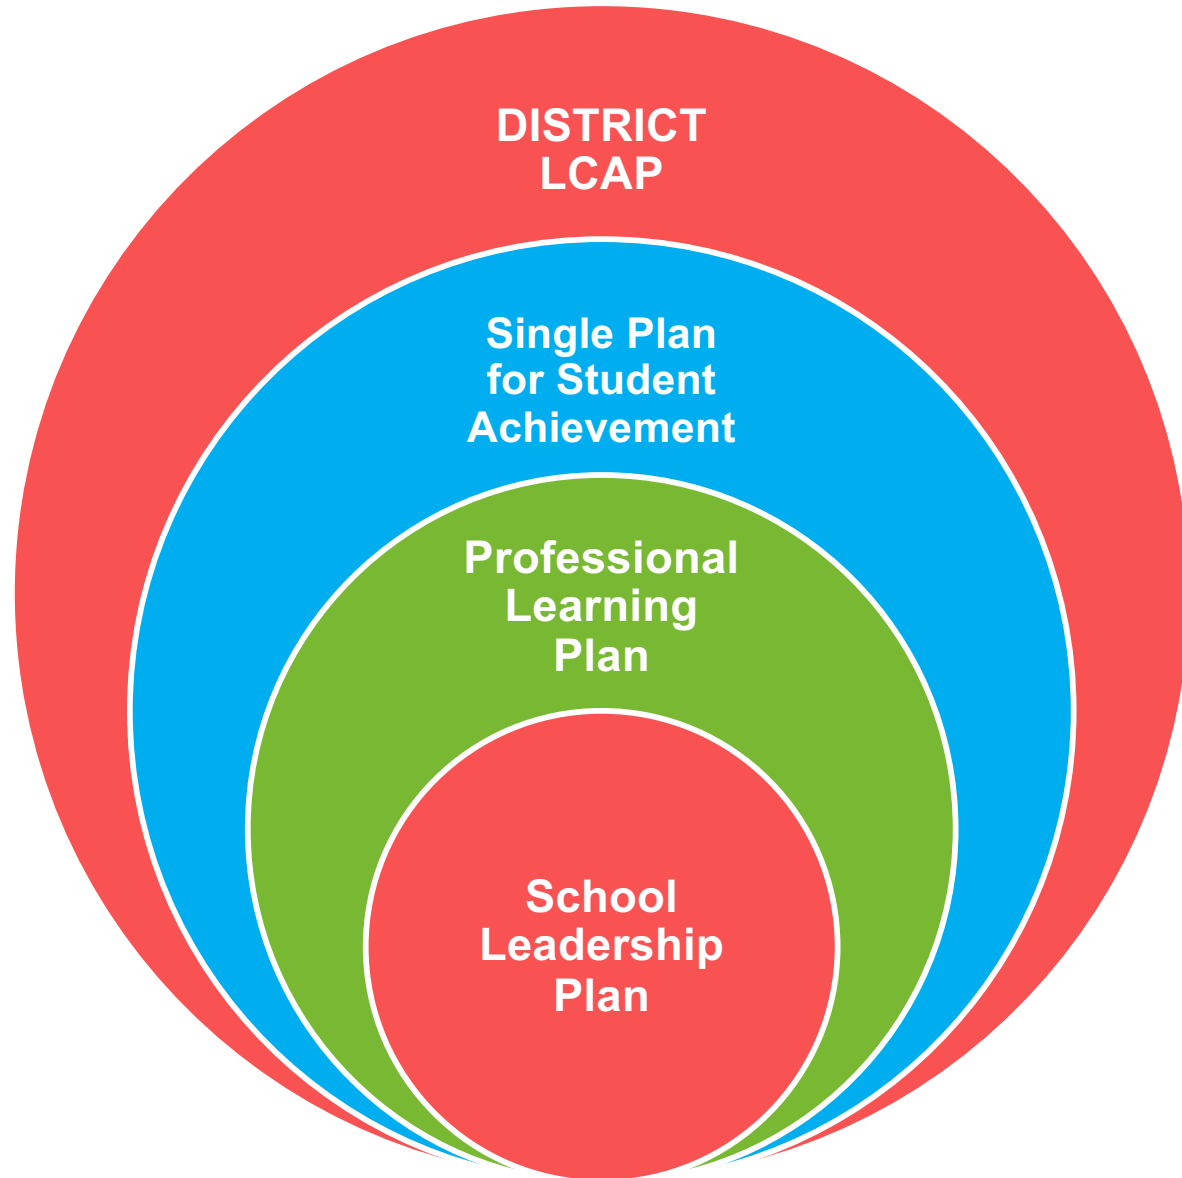 DISTRICT
LCAP
Single Plan
for Student
Achievement
Professional
Learning
Plan
School
Leadership
Plan